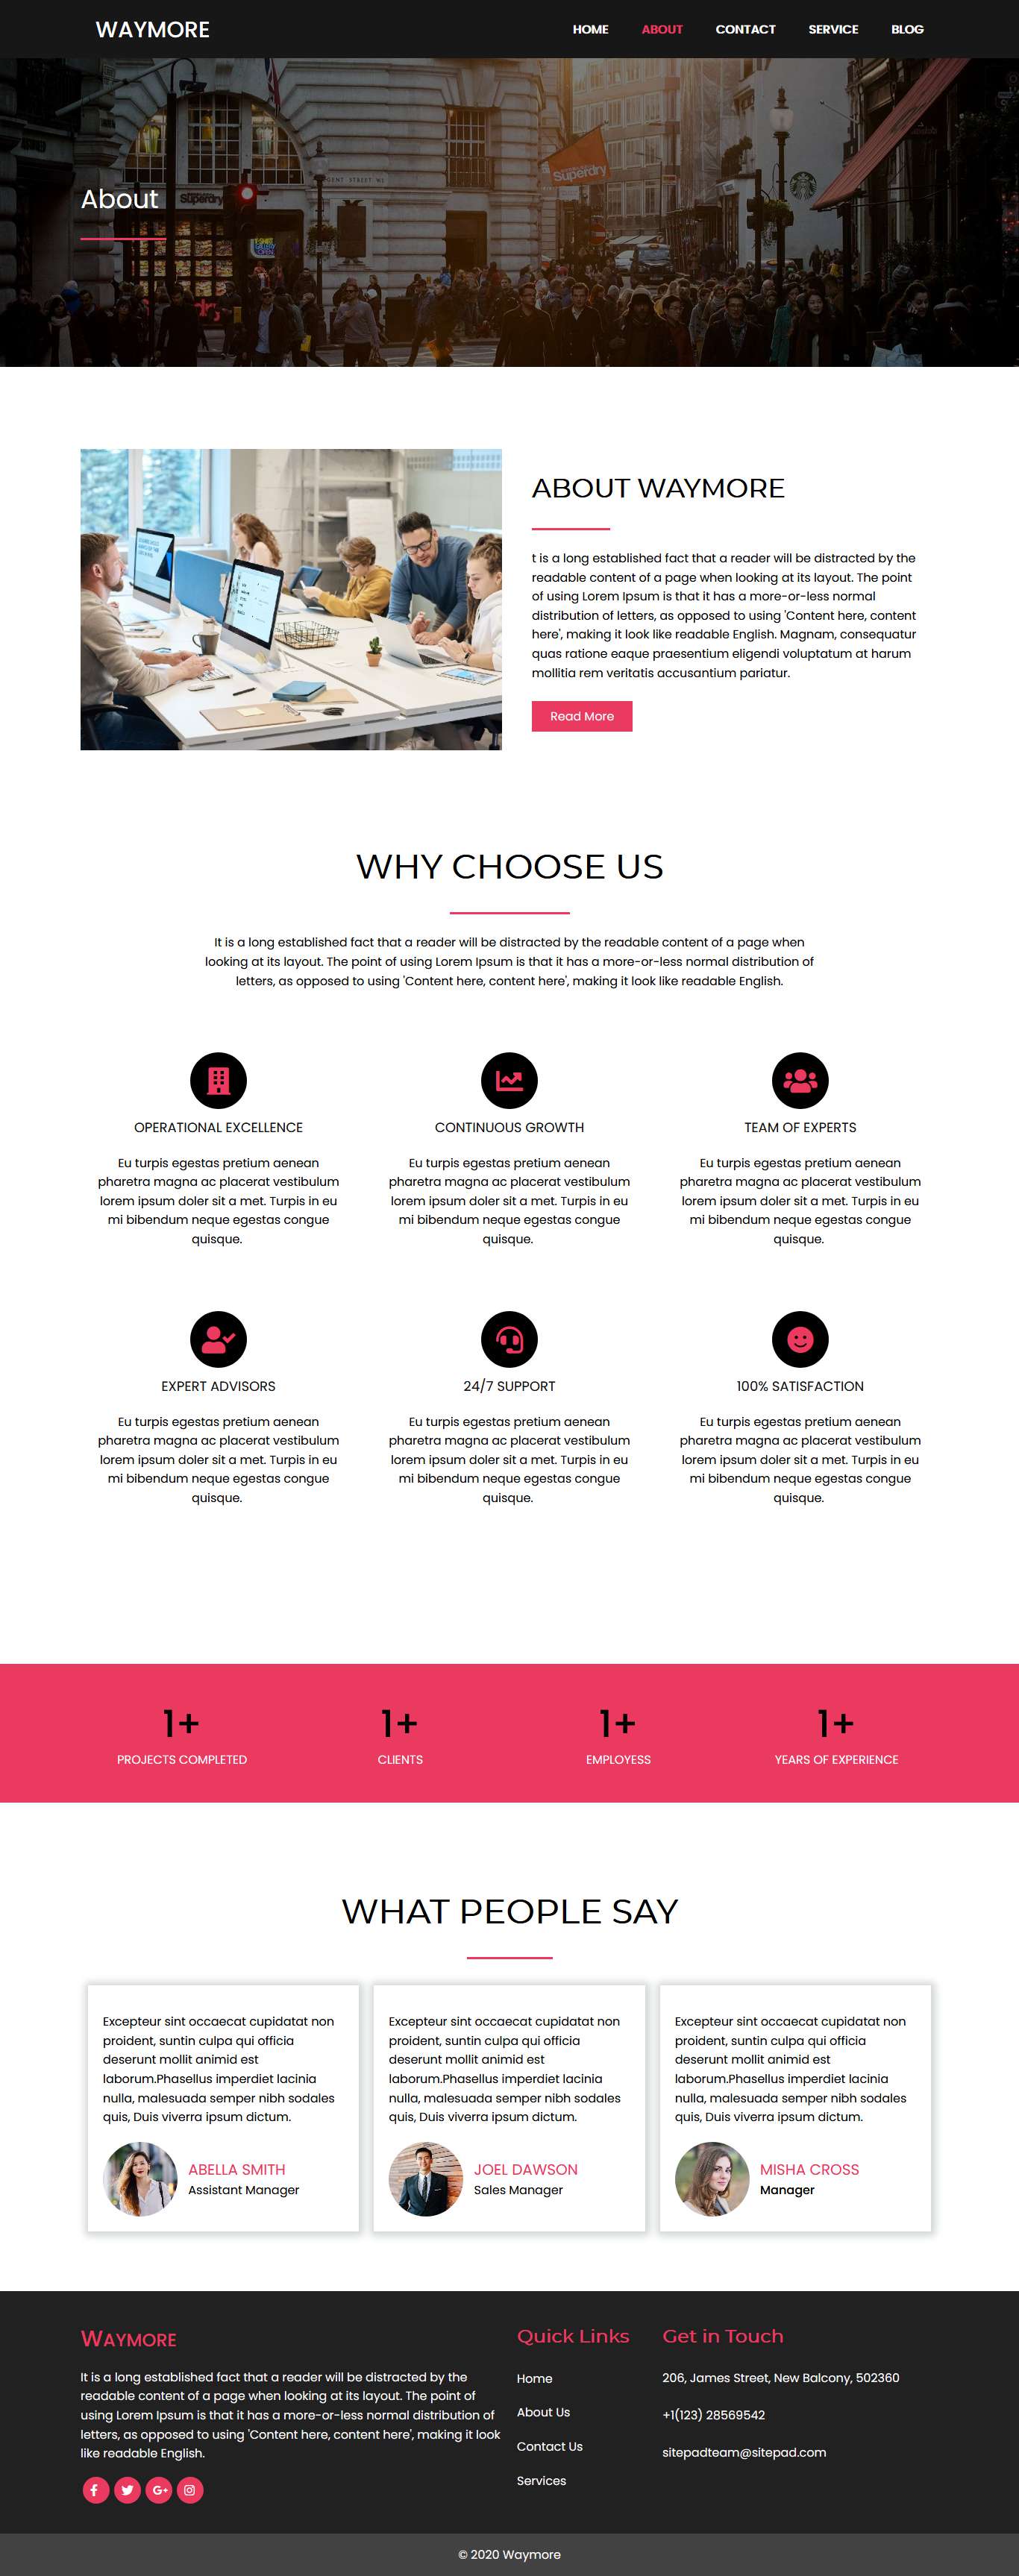 WAYMORE
HOME ABOUT CONTACT SERVICE BLOG
Superdry
GENT STREET W1
Superdry
About
ABOUT WAYMORE
t is a long established fact that a reader will be distracted by the
readable content of a page when looking at its layout. The point
of using Lorem Ipsum is that it has a more-or-less normal
distribution of letters, as opposed to using 'Content here, content
here', making it look like readable English. Magnam, consequatur
quas ratione eaque praesentium eligendi voluptatum at harum
mollitia rem veritatis accusantium pariatur.
Read More
WHY CHOOSE US
It is a long established fact that a reader will be distracted by the readable content of a page when
looking at its layout. The point of using Lorem Ipsum is that it has a more-or-less normal distribution of
letters, as opposed to using 'Content here, content here', making it look like readable English.
OPERATIONAL EXCELLENCE
Eu turpis egestas pretium aenean
pharetra magna ac placerat vestibulum
lorem ipsum doler sit a met. Turpis in eu
mi bibendum neque egestas congue
quisque.
CONTINUOUS GROWTH
Eu turpis egestas pretium aenean
pharetra magna ac placerat vestibulum
lorem ipsum doler sit a met. Turpis in eu
mi bibendum neque egestas congue
quisque.
TEAM OF EXPERTS
Eu turpis egestas pretium aenean
pharetra magna ac placerat vestibulum
lorem ipsum doler sit a met. Turpis in eu
mi bibendum neque egestas congue
quisque.
EXPERT ADVISORS
Eu turpis egestas pretium aenean
pharetra magna ac placerat vestibulum
lorem ipsum doler sit a met. Turpis in eu
mi bibendum neque egestas congue
quisque.
24/7 SUPPORT
Eu turpis egestas pretium aenean
pharetra magna ac placerat vestibulum
lorem ipsum doler sit a met. Turpis in eu
mi bibendum neque egestas congue
quisque.
100% SATISFACTION
Eu turpis egestas pretium aenean
pharetra magna ac placerat vestibulum
lorem ipsum doler sit a met. Turpis in eu
mi bibendum neque egestas congue
quisque.
1+
PROJECTS COMPLETED
1+
CLIENTS
1+
EMPLOYESS
1+
YEARS OF EXPERIENCE
WHAT PEOPLE SAY
Excepteur sint occaecat cupidatat non
proident, suntin culpa qui officia
deserunt mollit animid est
laborum.Phasellus imperdiet lacinia
nulla, malesuada semper nibh sodales
quis, Duis viverra ipsum dictum.
ABELLA SMITH
Assistant Manager
Excepteur sint occaecat cupidatat non
proident, suntin culpa qui officia
deserunt mollit animid est
laborum.Phasellus imperdiet lacinia
nulla, malesuada semper nibh sodales
quis, Duis viverra ipsum dictum.
JOEL DAWSON
Sales Manager
Excepteur sint occaecat cupidatat non
proident, suntin culpa qui officia
deserunt mollit animid est
laborum.Phasellus imperdiet lacinia
nulla, malesuada semper nibh sodales
quis, Duis viverra ipsum dictum.
MISHA CROSS
Manager
WAYMORE
It is a long established fact that a reader will be distracted by the
readable content of a page when looking at its layout. The point of
using Lorem Ipsum is that it has a more-or-less normal distribution of
letters, as opposed to using 'Content here, content here', making it look
like readable English.
Quick Links
Home
About Us
Contact Us
Services
Get in Touch
206, James Street, New Balcony, 502360
+1(123) 28569542
sitepadteam@sitepad.com
© 2020 Waymore